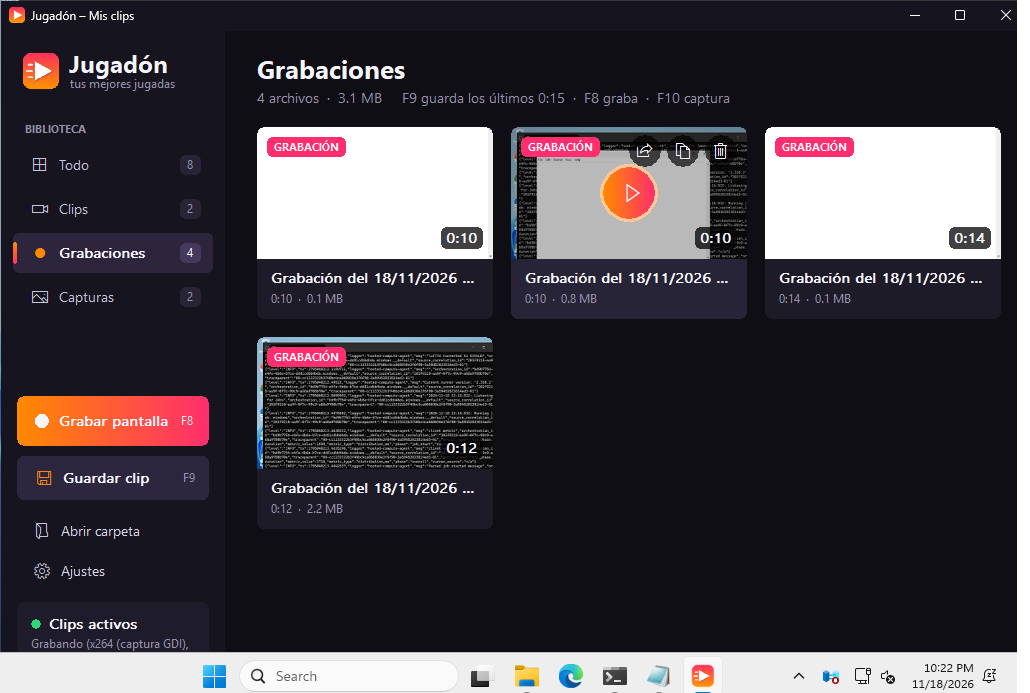 Jugadón – Mis clips
Jugadón
tus mejores jugadas
BIBLIOTECA
Todo 8
Clips 2
Grabaciones 4
Capturas 2
Grabar pantalla F8
Guardar clip F9
Abrir carpeta
Ajustes
Clips activos
Grabando (x264 (captura GDI),
Grabaciones
4 archivos · 3.1 MB F9 guarda los últimos 0:15 · F8 graba · F10 captura
GRABACIÓN
0:10
Grabación del 18/11/2026 ...
0:10 · 0.1 MB
GRABACIÓN
0:10
Grabación del 18/11/2026 ...
0:10 · 0.8 MB
GRABACIÓN
0:14
Grabación del 18/11/2026 ...
0:14 · 0.1 MB
GRABACIÓN
0:12
Grabación del 18/11/2026 ...
0:12 · 2.2 MB
Search
10:22 PM
11/18/2026